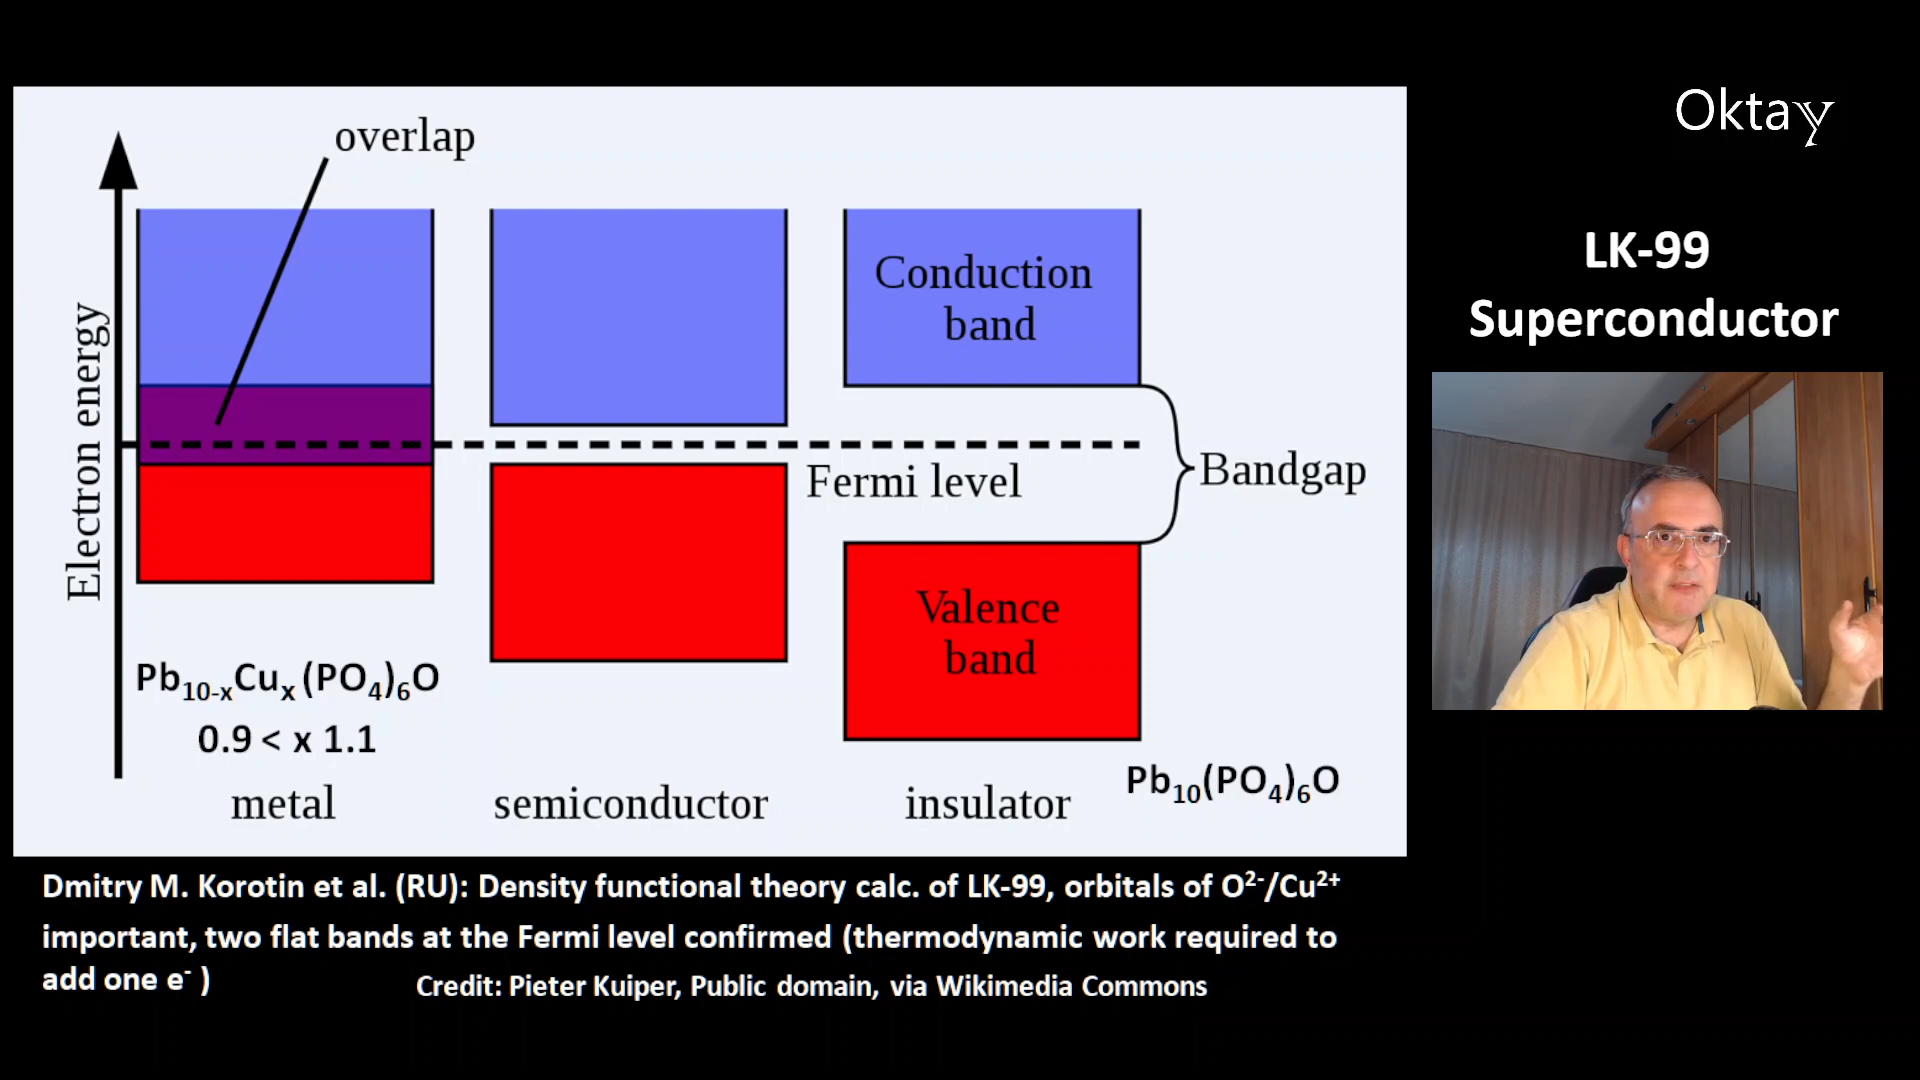 Oktay
LK-99
Superconductor
overlap
Electron energy
Conduction
band
Fermi level
Bandgap
Valence
band
Pb₁₀₋ₓCuₓ(PO₄)₆O
0.9 < x 1.1
Pb₁₀(PO₄)₆O
metal
semiconductor
insulator
Dmitry M. Korotin et al. (RU): Density functional theory calc. of LK-99, orbitals of O²⁻/Cu²⁺
important, two flat bands at the Fermi level confirmed (thermodynamic work required to
add one e⁻ )
Credit: Pieter Kuiper, Public domain, via Wikimedia Commons